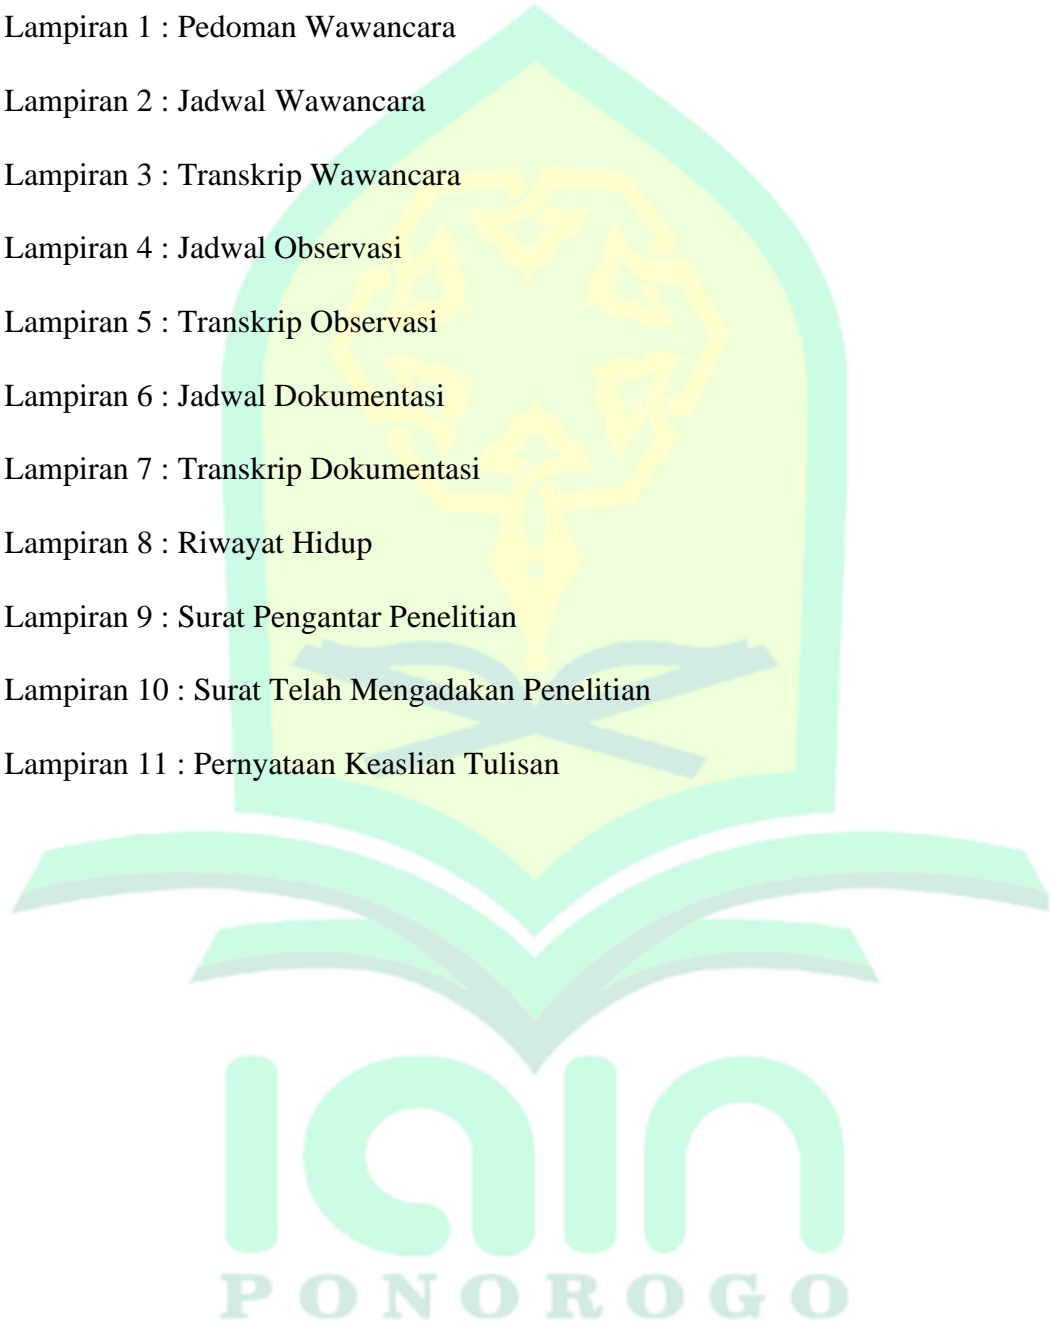 Lampiran 1 : Pedoman Wawancara
Lampiran 2 : Jadwal Wawancara
Lampiran 3 : Transkrip Wawancara
Lampiran 4 : Jadwal Observasi
Lampiran 5 : Transkrip Observasi
Lampiran 6 : Jadwal Dokumentasi
Lampiran 7 : Transkrip Dokumentasi
Lampiran 8 : Riwayat Hidup
Lampiran 9 : Surat Pengantar Penelitian
Lampiran 10 : Surat Telah Mengadakan Penelitian
Lampiran 11 : Pernyataan Keaslian Tulisan
iain
PONOROGO